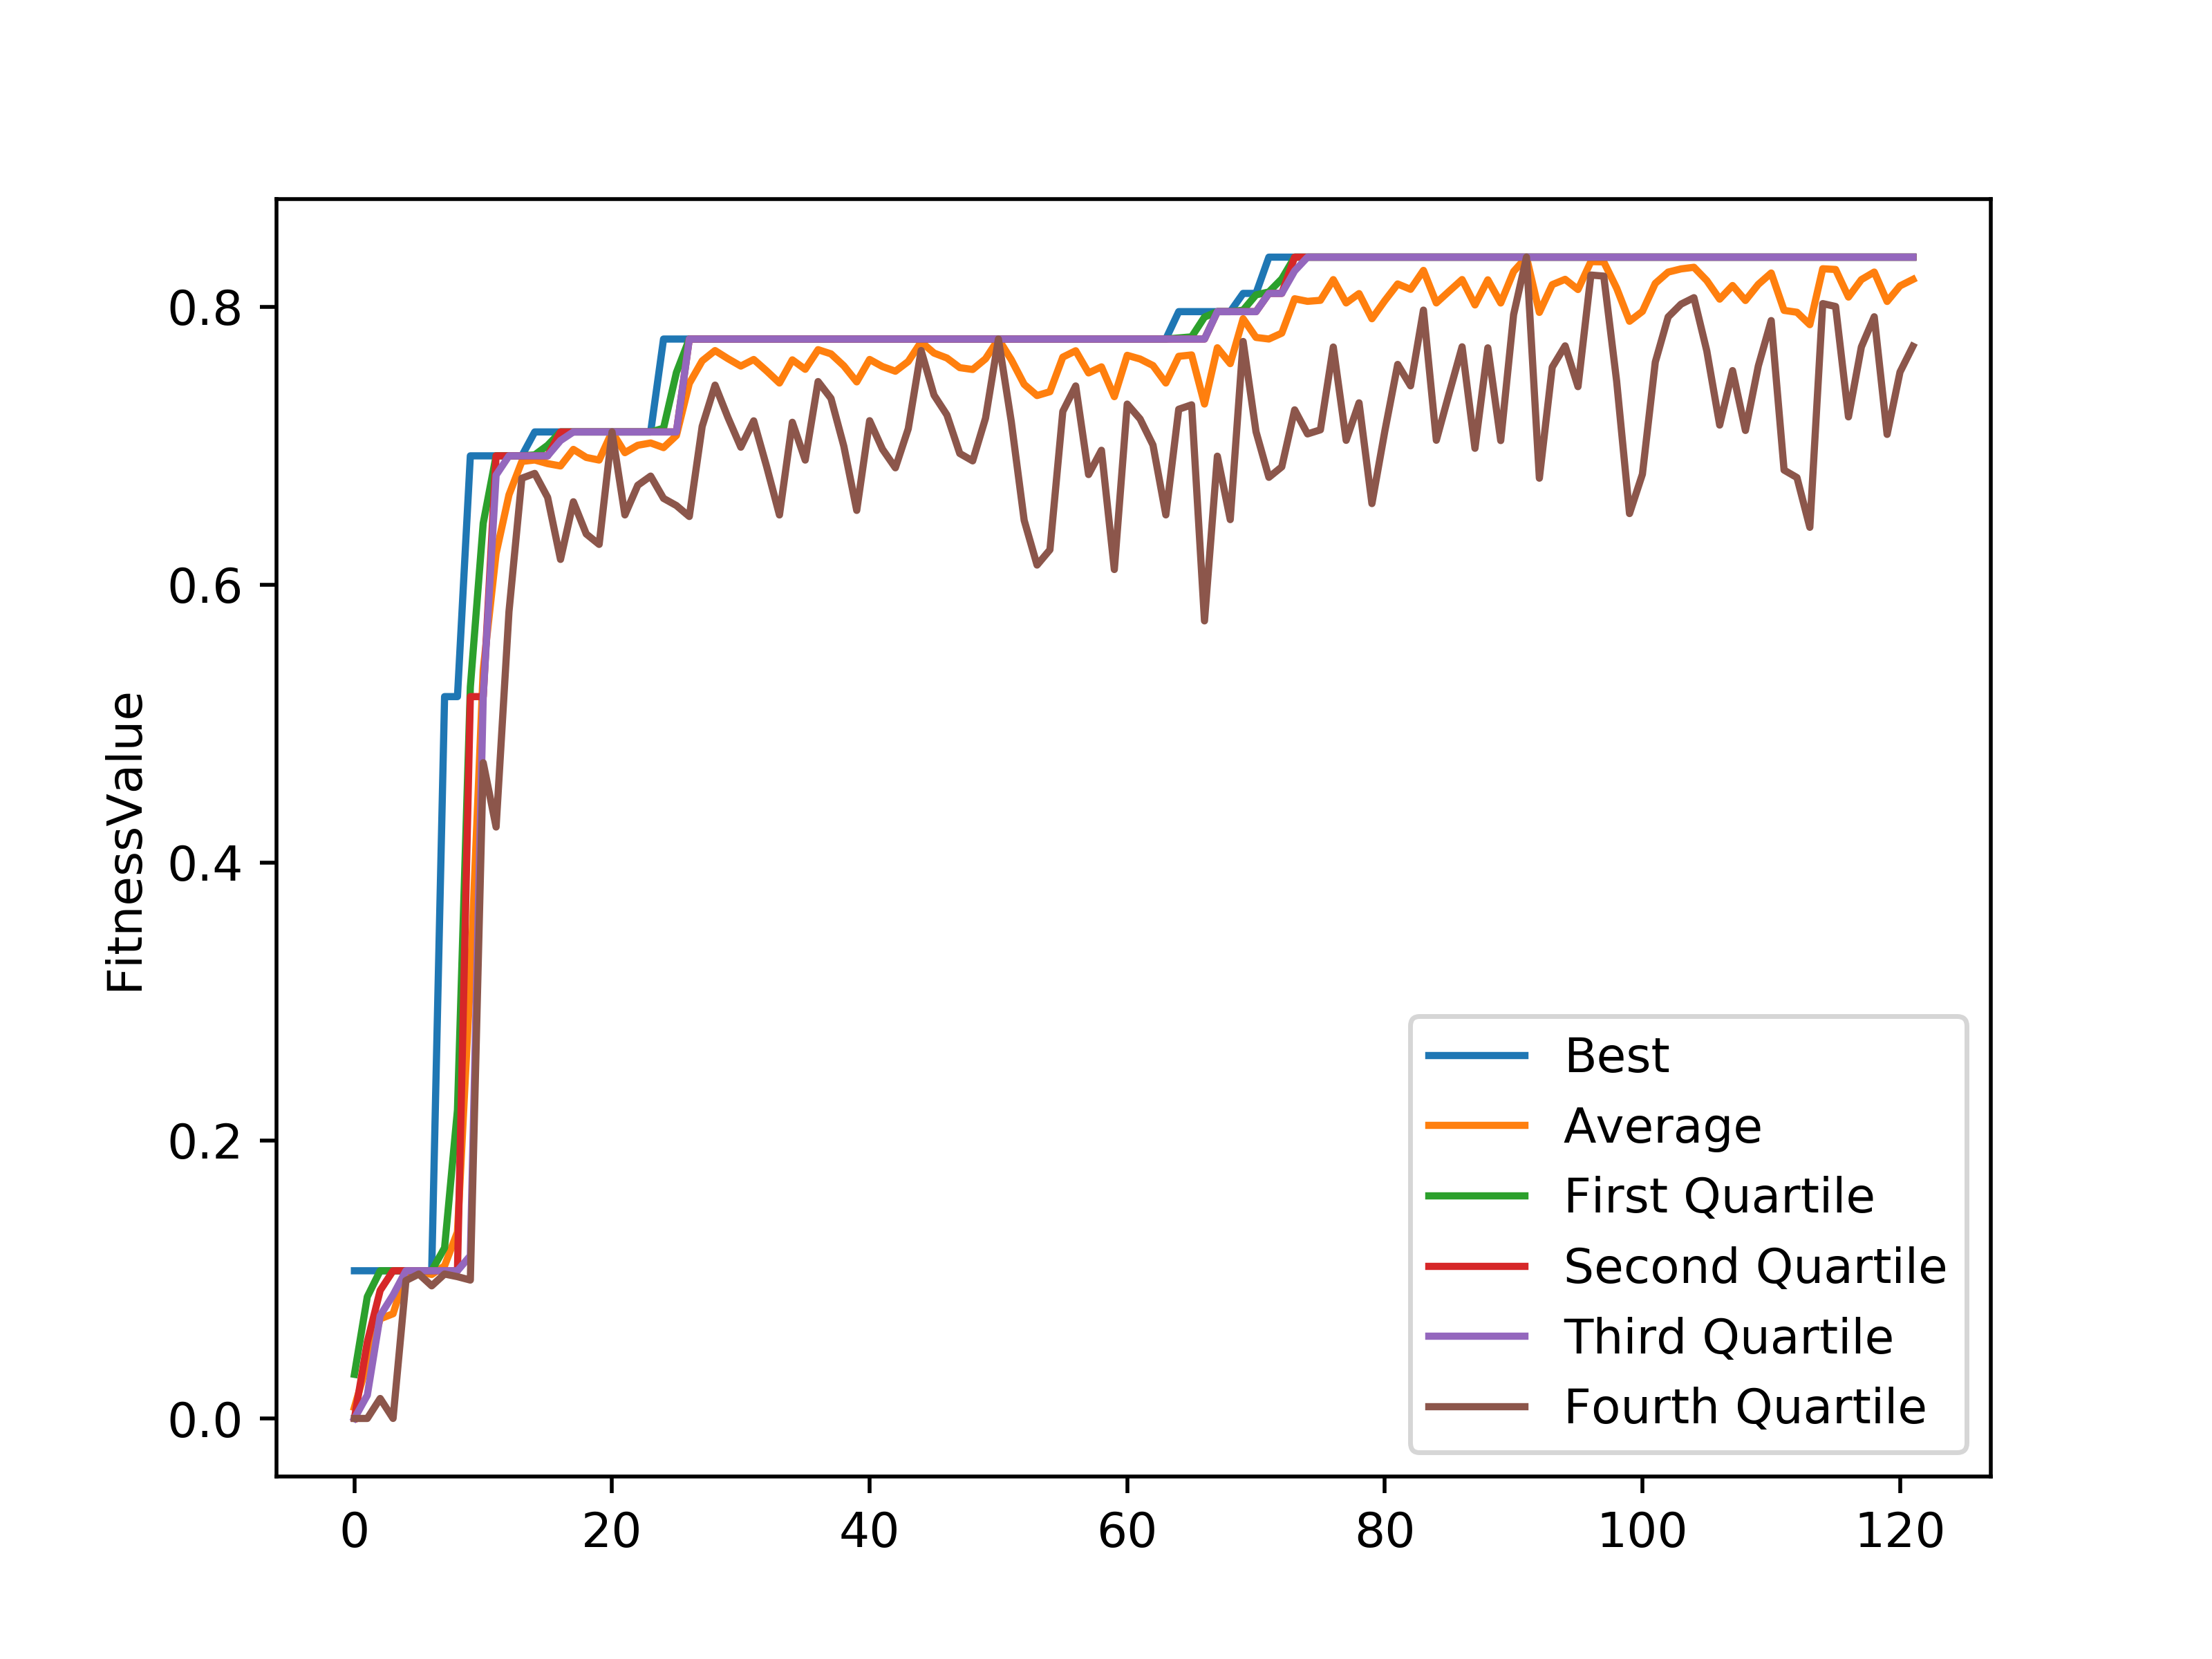 FitnessValue
0.8
0.6
0.4
0.2
0.0
0 20 40 60 80 100 120
Best
Average
First Quartile
Second Quartile
Third Quartile
Fourth Quartile